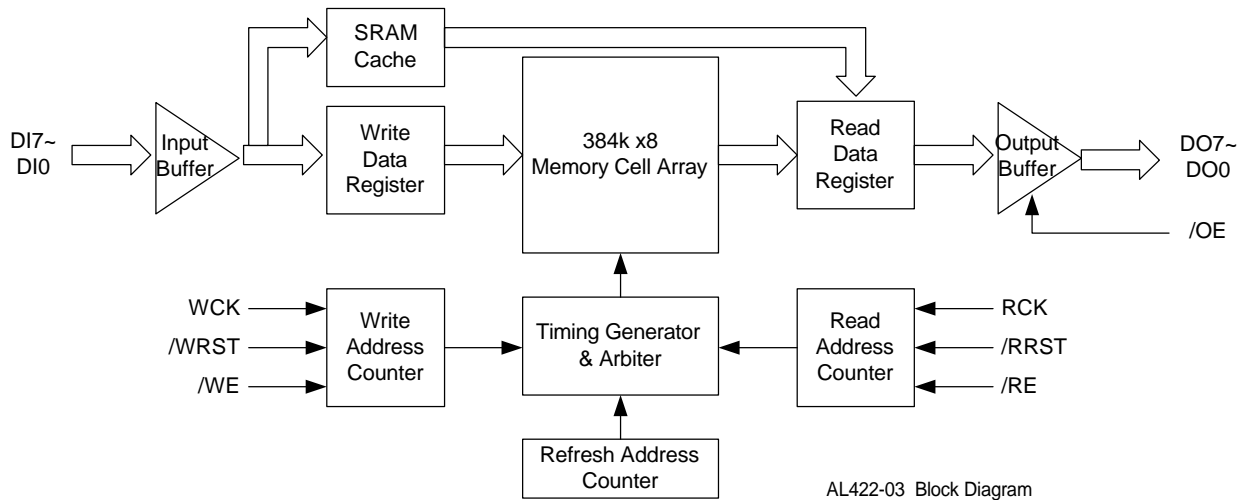 SRAM
Cache
DI7~
DI0
Input
Buffer
Write
Data
Register
384k x8
Memory Cell Array
Read
Data
Register
Output
Buffer
DO7~
DO0
/OE
WCK
/WRST
/WE
Write
Address
Counter
Timing Generator
& Arbiter
Read
Address
Counter
RCK
/RRST
/RE
Refresh Address
Counter
AL422-03 Block Diagram